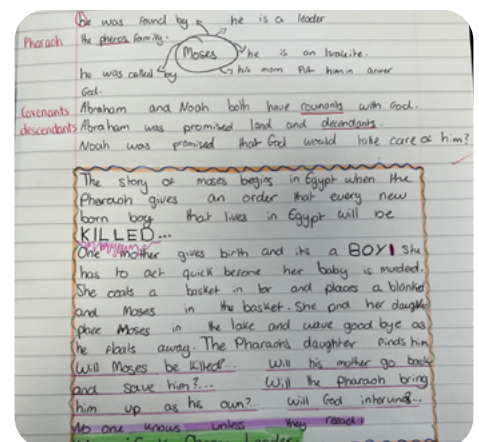 he was found by he is a leader
Pharaoh the pheros family.
Moses he is an Isralite.
he was called by his mom put him in a river
God.
Covenants Abraham and Noah both have covnants with God.
descendants Abraham was promised land and decendants.
Noah was promised that God would take care of him?
The story of moses begins in Egypt when the
Pharaoh gives an order that every new
born boy that lives in Egypt will be
KILLED...
One mother gives birth and its a BOY! She
has to act quick before her baby is murded.
She coats a basket in tar and places a blanket
and Moses in the basket. She and her daughter
place Moses in the lake and wave good bye as
he floats away. The Pharaohs daughter finds him
Will Moses be killed?... Will his mother go back
and save him?... Will the Pharaoh bring
him up as his own?... Will God intervine?...
No one knows unless they read!